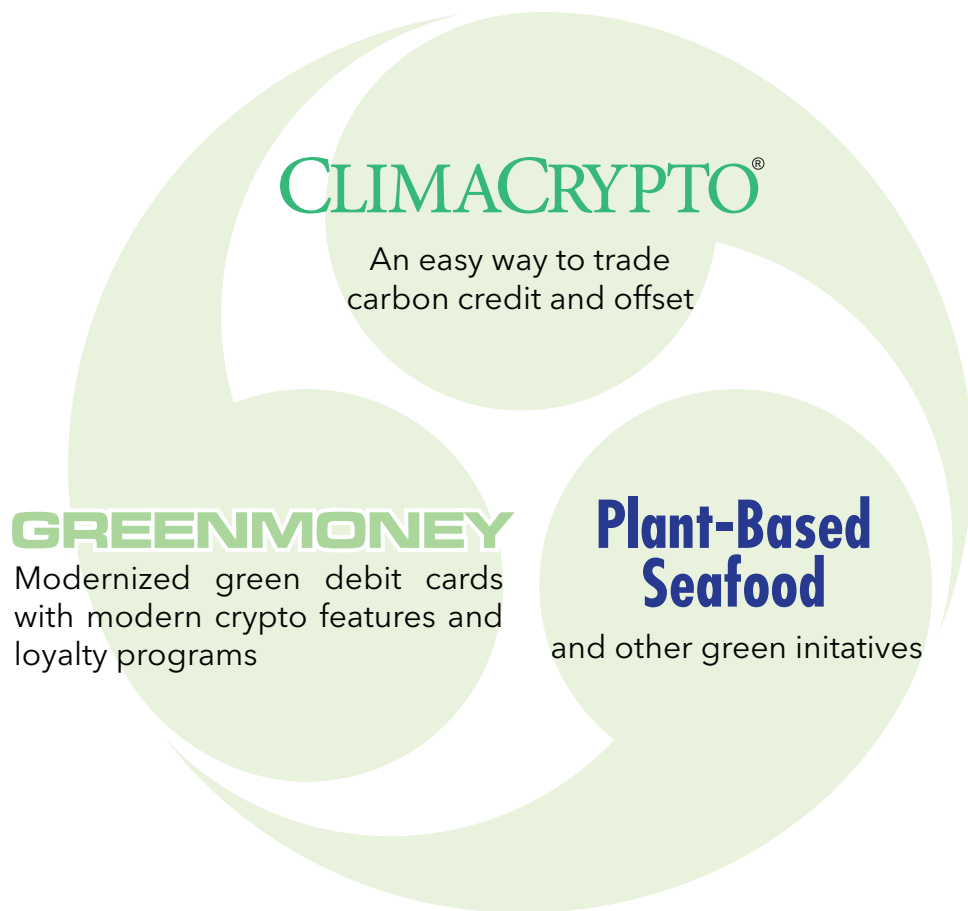 CLIMACRYPTO®
An easy way to trade
carbon credit and offset
GREENMONEY
Modernized green debit cards
with modern crypto features and
loyalty programs
Plant-Based
Seafood
and other green initatives